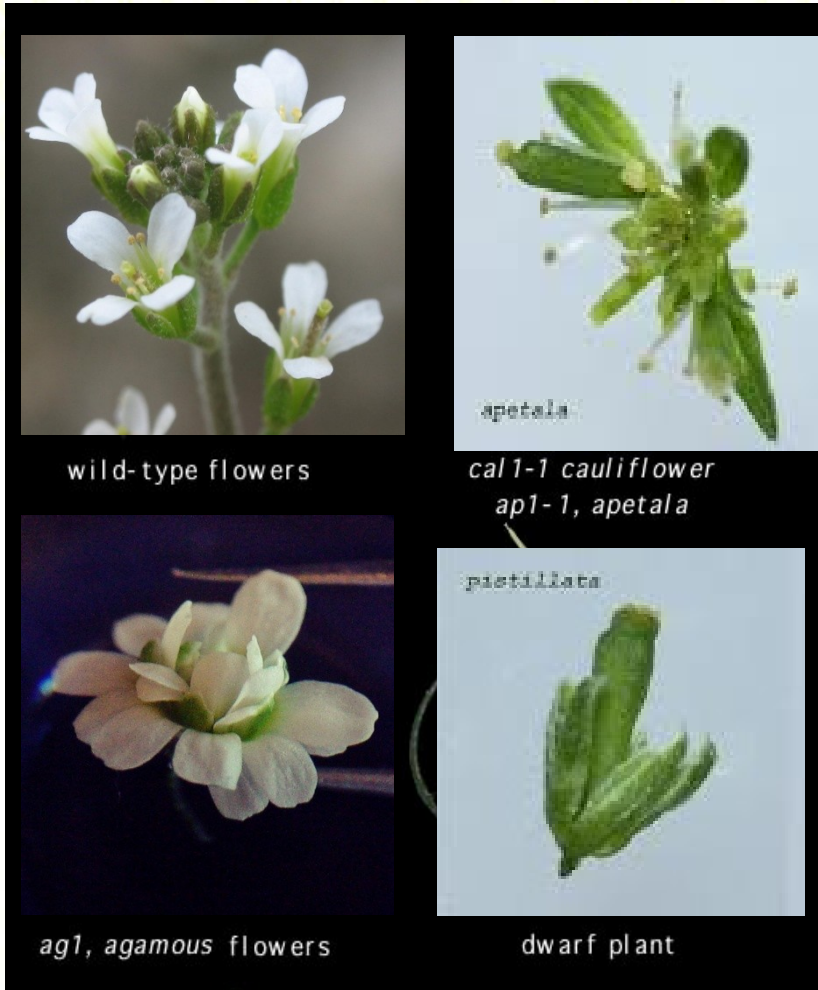 apetala
wild-type flowers
cal1-1 cauliflower
ap1-1, apetala
pistillata
ag1, agamous flowers
dwarf plant